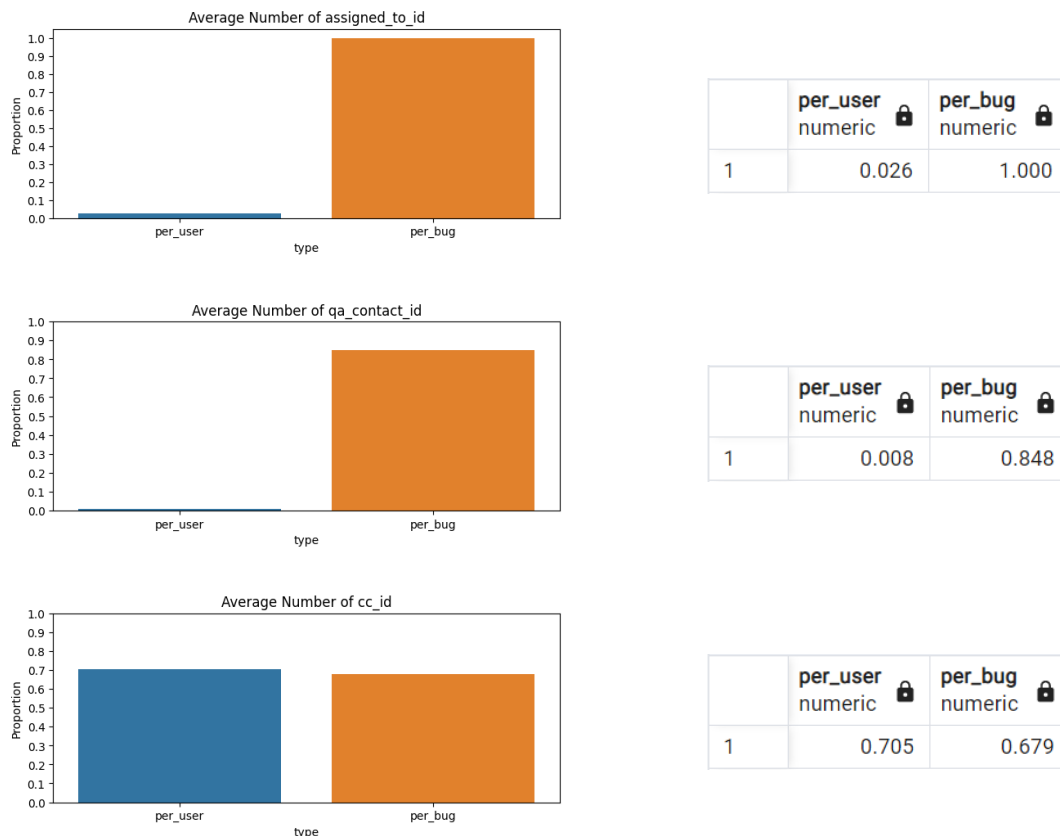 Average Number of assigned_to_id
1.0
0.9
0.8
0.7
0.6
0.5
0.4
0.3
0.2
0.1
0.0
Proportion
per_user per_bug
type
per_user per_bug
numeric numeric
1 0.026 1.000
Average Number of qa_contact_id
1.0
0.9
0.8
0.7
0.6
0.5
0.4
0.3
0.2
0.1
0.0
Proportion
per_user per_bug
type
per_user per_bug
numeric numeric
1 0.008 0.848
Average Number of cc_id
1.0
0.9
0.8
0.7
0.6
0.5
0.4
0.3
0.2
0.1
0.0
Proportion
per_user per_bug
type
per_user per_bug
numeric numeric
1 0.705 0.679